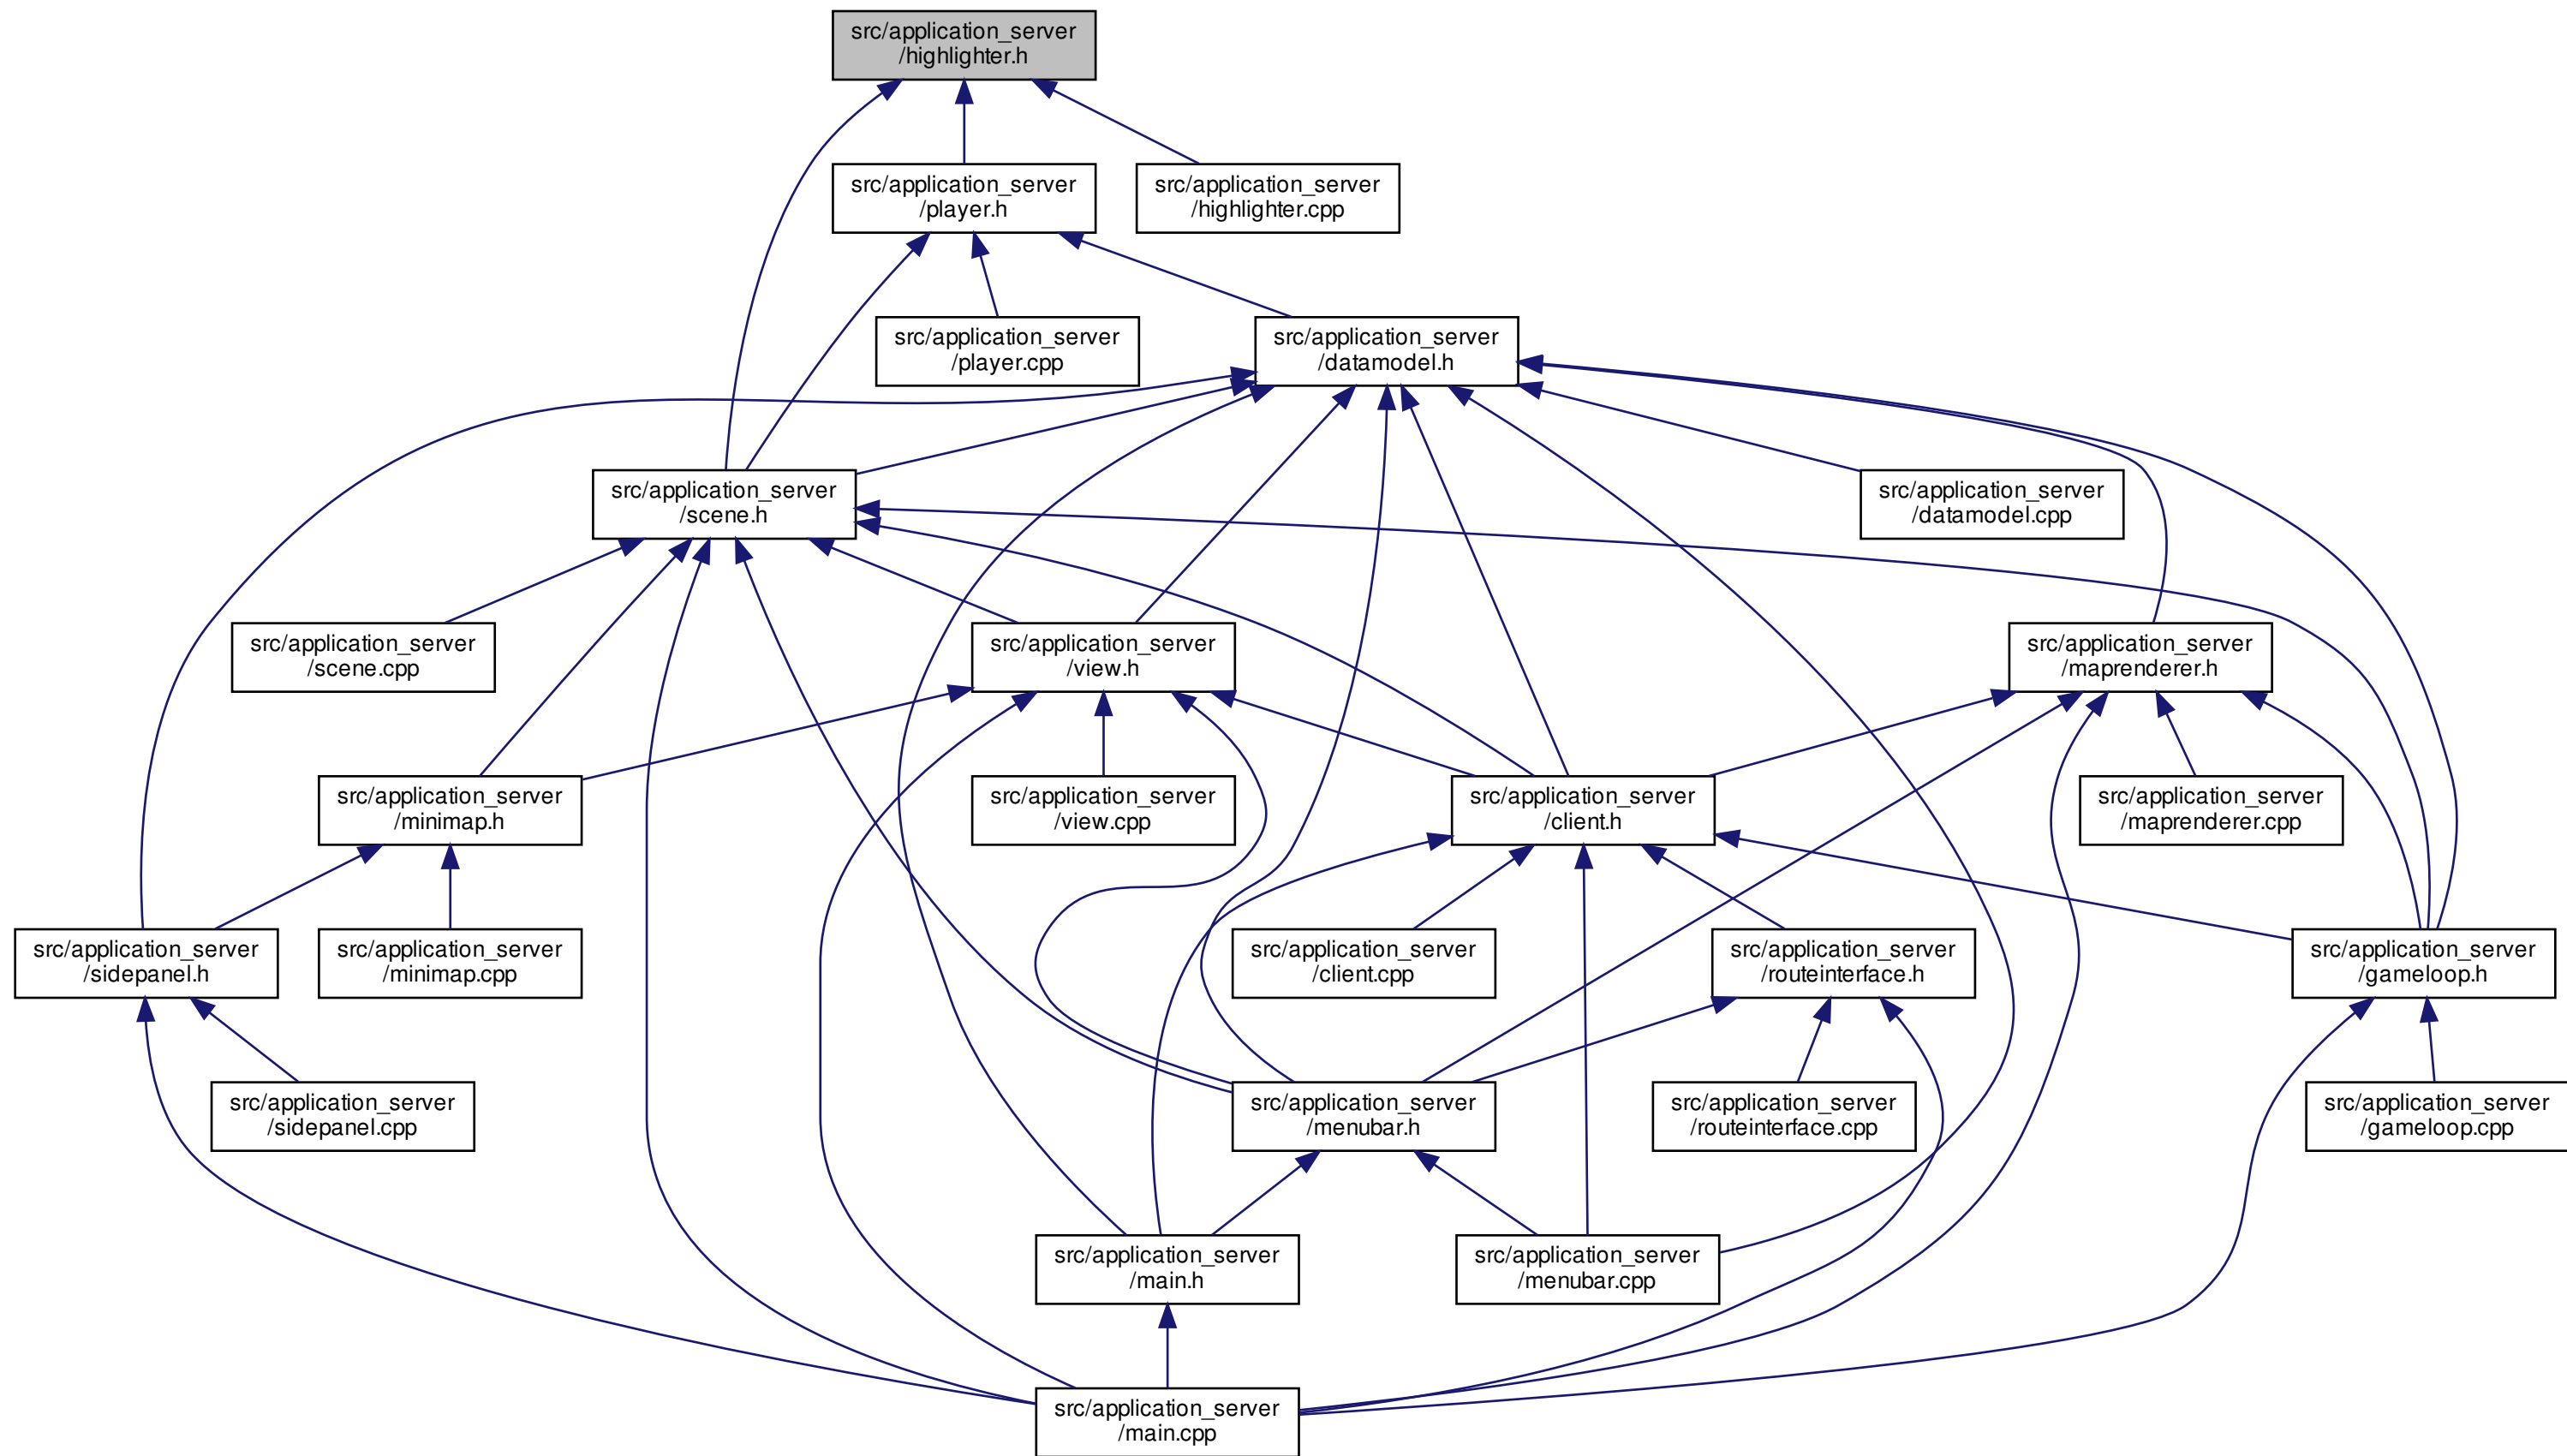 src/application_server
/highlighter.h
src/application_server
/player.h
src/application_server
/highlighter.cpp
src/application_server
/player.cpp
src/application_server
/datamodel.h
src/application_server
/scene.h
src/application_server
/datamodel.cpp
src/application_server
/scene.cpp
src/application_server
/view.h
src/application_server
/maprenderer.h
src/application_server
/minimap.h
src/application_server
/view.cpp
src/application_server
/client.h
src/application_server
/maprenderer.cpp
src/application_server
/sidepanel.h
src/application_server
/minimap.cpp
src/application_server
/client.cpp
src/application_server
/routeinterface.h
src/application_server
/gameloop.h
src/application_server
/sidepanel.cpp
src/application_server
/menubar.h
src/application_server
/routeinterface.cpp
src/application_server
/gameloop.cpp
src/application_server
/main.h
src/application_server
/menubar.cpp
src/application_server
/main.cpp